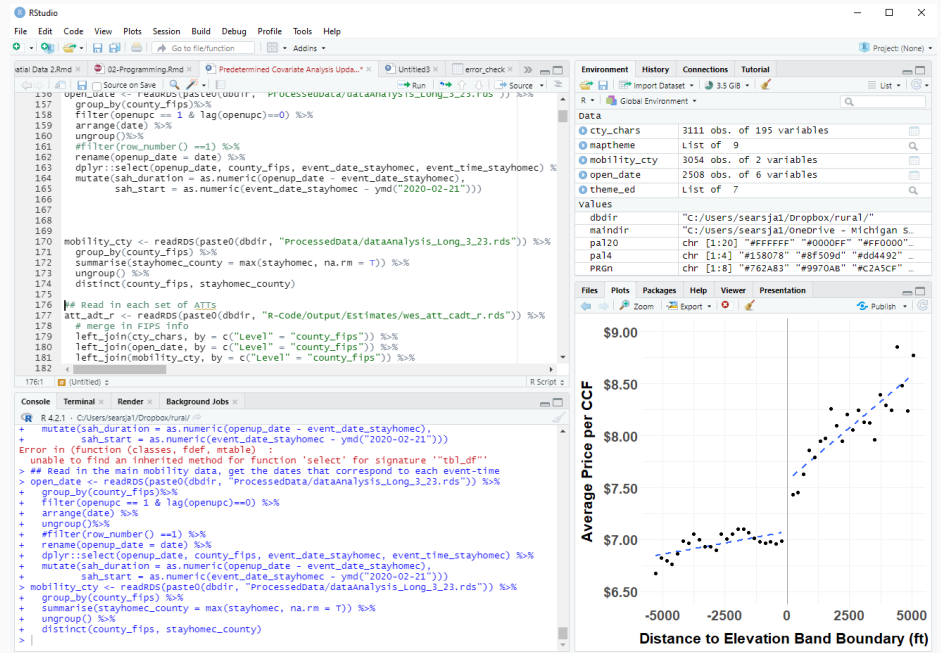 RStudio
File Edit Code View Plots Session Build Debug Profile Tools Help
Go to file/function Addins Project: (None)
atial Data 2.Rmd 02-Programming.Rmd Predetermined Covariate Analysis Upda...* Untitled3 error_check
Source on Save Run Source
156 open_date <- readRDS(paste0(dbdir, "ProcessedData/dataAnalysis_Long_3_23.rds")) %>%
157 group_by(county_fips)%>%
158 filter(openupc == 1 & lag(openupc)==0) %>%
159 arrange(date) %>%
160 ungroup()%>%
161 #filter(row_number() ==1) %>%
162 rename(openup_date = date) %>%
163 dplyr::select(openup_date, county_fips, event_date_stayhomec, event_time_stayhomec) %
164 mutate(sah_duration = as.numeric(openup_date - event_date_stayhomec),
165 sah_start = as.numeric(event_date_stayhomec - ymd("2020-02-21")))
166
167
168
169
170 mobility_cty <- readRDS(paste0(dbdir, "ProcessedData/dataAnalysis_Long_3_23.rds")) %>%
171 group_by(county_fips) %>%
172 summarise(stayhomec_county = max(stayhomec, na.rm = T)) %>%
173 ungroup() %>%
174 distinct(county_fips, stayhomec_county)
175
176 ## Read in each set of ATTs
177 att_adt_r <- readRDS(paste0(dbdir, "R-Code/Output/Estimates/wes_att_cadt_r.rds")) %>%
178 # merge in FIPS info
179 left_join(cty_chars, by = c("Level" = "county_fips")) %>%
180 left_join(open_date, by = c("Level" = "county_fips")) %>%
181 left_join(mobility_cty, by = c("Level" = "county_fips")) %>%
182
176:1 (Untitled) R Script
Console Terminal Render Background Jobs
R 4.2.1 · C:/Users/searsja1/Dropbox/rural/
+ mutate(sah_duration = as.numeric(openup_date - event_date_stayhomec),
+ sah_start = as.numeric(event_date_stayhomec - ymd("2020-02-21")))
Error in (function (classes, fdef, mtable) :
unable to find an inherited method for function 'select' for signature '"tbl_df"'
> ## Read in the main mobility data, get the dates that correspond to each event-time
> open_date <- readRDS(paste0(dbdir, "ProcessedData/dataAnalysis_Long_3_23.rds")) %>%
+ group_by(county_fips)%>%
+ filter(openupc == 1 & lag(openupc)==0) %>%
+ arrange(date) %>%
+ ungroup()%>%
+ #filter(row_number() ==1) %>%
+ rename(openup_date = date) %>%
+ dplyr::select(openup_date, county_fips, event_date_stayhomec, event_time_stayhomec) %>%
+ mutate(sah_duration = as.numeric(openup_date - event_date_stayhomec),
+ sah_start = as.numeric(event_date_stayhomec - ymd("2020-02-21")))
> mobility_cty <- readRDS(paste0(dbdir, "ProcessedData/dataAnalysis_Long_3_23.rds")) %>%
+ group_by(county_fips) %>%
+ summarise(stayhomec_county = max(stayhomec, na.rm = T)) %>%
+ ungroup() %>%
+ distinct(county_fips, stayhomec_county)
>
Environment History Connections Tutorial
Import Dataset 3.5 GiB List
R Global Environment
Data
cty_chars 3111 obs. of 195 variables
maptheme List of 9
mobility_cty 3054 obs. of 2 variables
open_date 2508 obs. of 6 variables
theme_ed List of 7
Values
dbdir "C:/Users/searsja1/Dropbox/rural/"
maindir "C:/Users/searsja1/OneDrive - Michigan S…
pal20 chr [1:20] "#FFFFFF" "#0000FF" "#FF0000"…
pal4 chr [1:4] "#158078" "#8f509d" "#dd4492" …
PRGn chr [1:8] "#762A83" "#9970AB" "#C2A5CF" …
Files Plots Packages Help Viewer Presentation
Zoom Export Publish
$9.00
$8.50
$8.00
$7.50
$7.00
$6.50
Average Price per CCF
-5000 -2500 0 2500 5000
Distance to Elevation Band Boundary (ft)